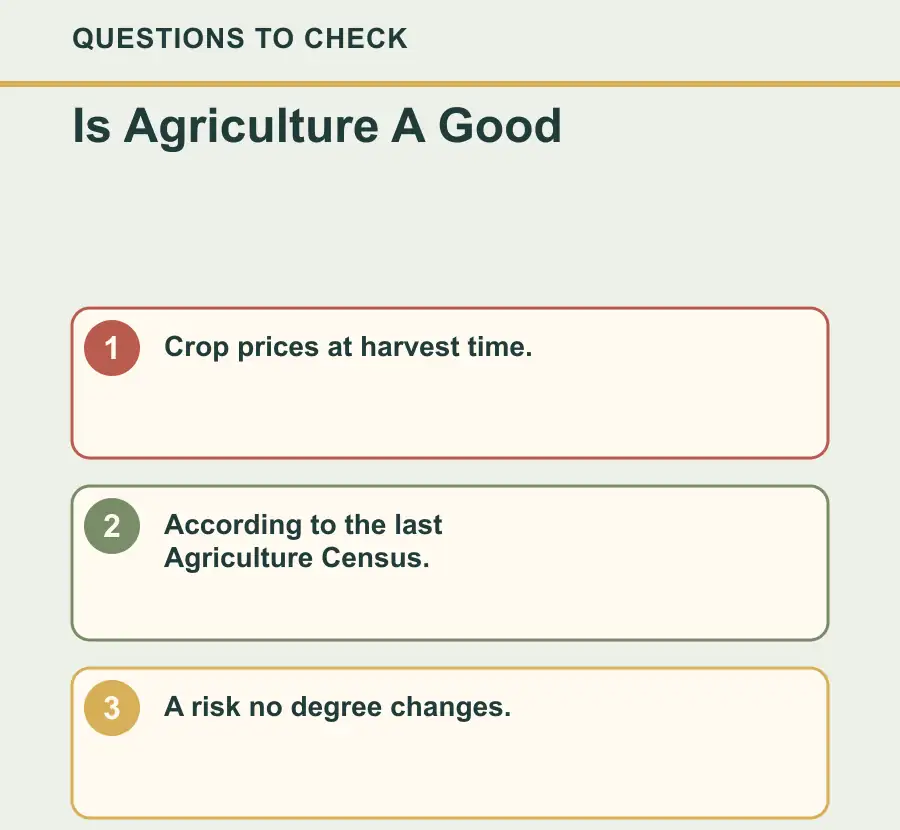 QUESTIONS TO CHECK
Is Agriculture A Good
1
Crop prices at harvest time.
2
According to the last
Agriculture Census.
3
A risk no degree changes.